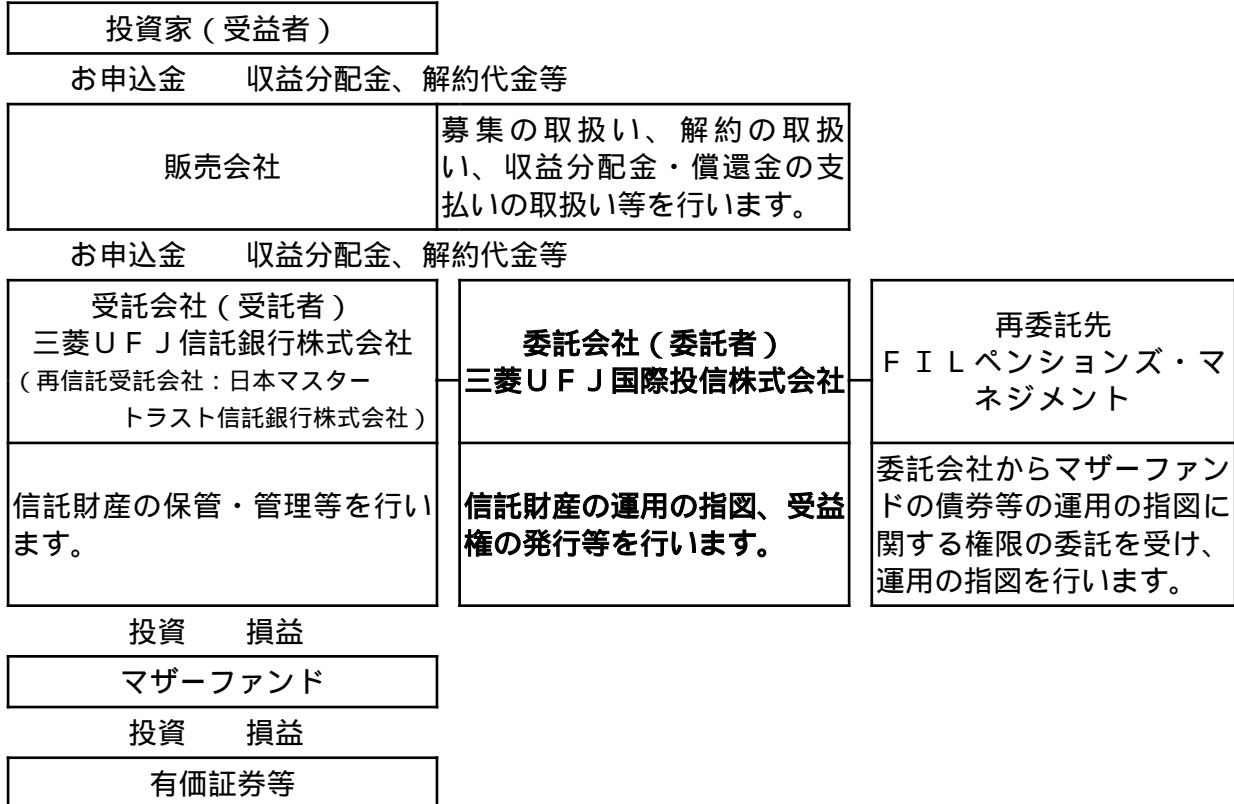 投資家（受益者）
お申込金　　収益分配金、解約代金等
販売会社
募集の取扱い、解約の取扱
い、収益分配金・償還金の支
払いの取扱い等を行います。
お申込金　　収益分配金、解約代金等
受託会社（受託者）
三菱ＵＦＪ信託銀行株式会社
（再信託受託会社：日本マスター
トラスト信託銀行株式会社）
委託会社（委託者）
三菱ＵＦＪ国際投信株式会社
再委託先
ＦＩＬペンションズ・マ
ネジメント
信託財産の保管・管理等を行い
ます。
信託財産の運用の指図、受益
権の発行等を行います。
委託会社からマザーファン
ドの債券等の運用の指図に
関する権限の委託を受け、
運用の指図を行います。
投資　　損益
マザーファンド
投資　　損益
有価証券等